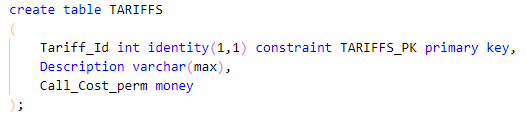 create table TARIFFS
(
Tariff_Id int identity(1,1) constraint TARIFFS_PK primary key,
Description varchar(max),
Call_Cost_perm money
);